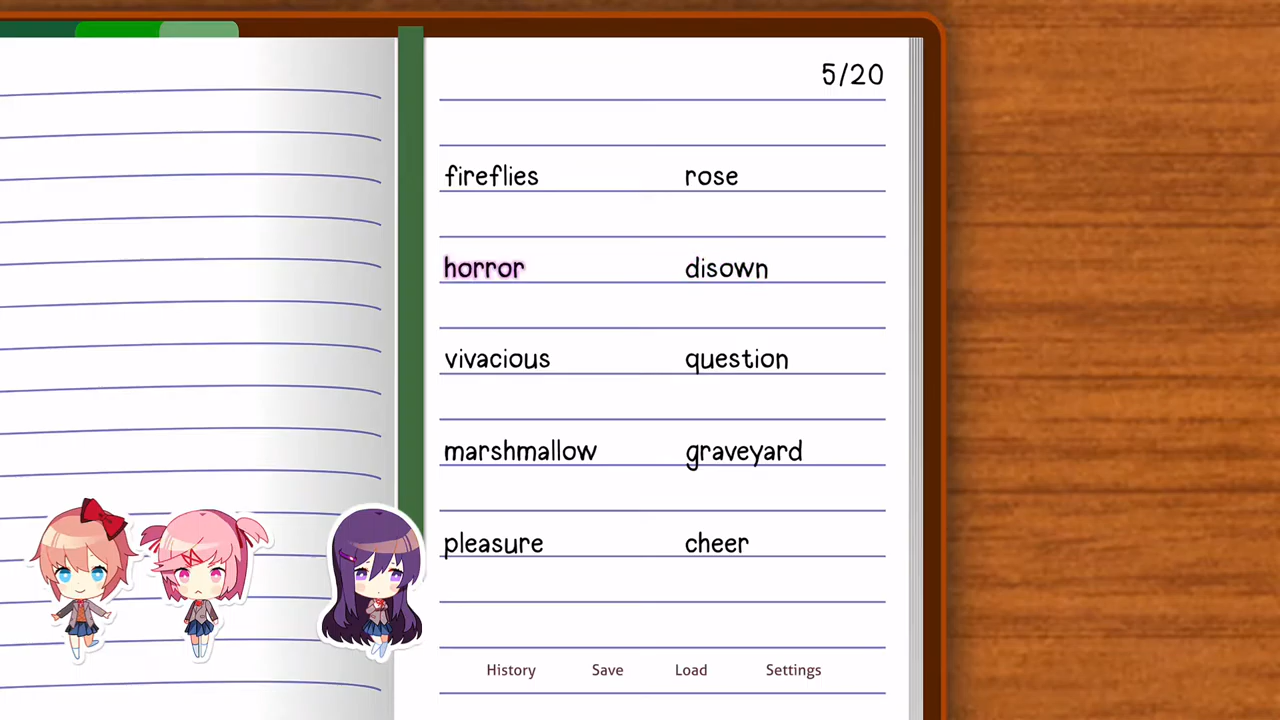 5/20
fireflies rose
horror disown
vivacious question
marshmallow graveyard
pleasure cheer
History Save Load Settings